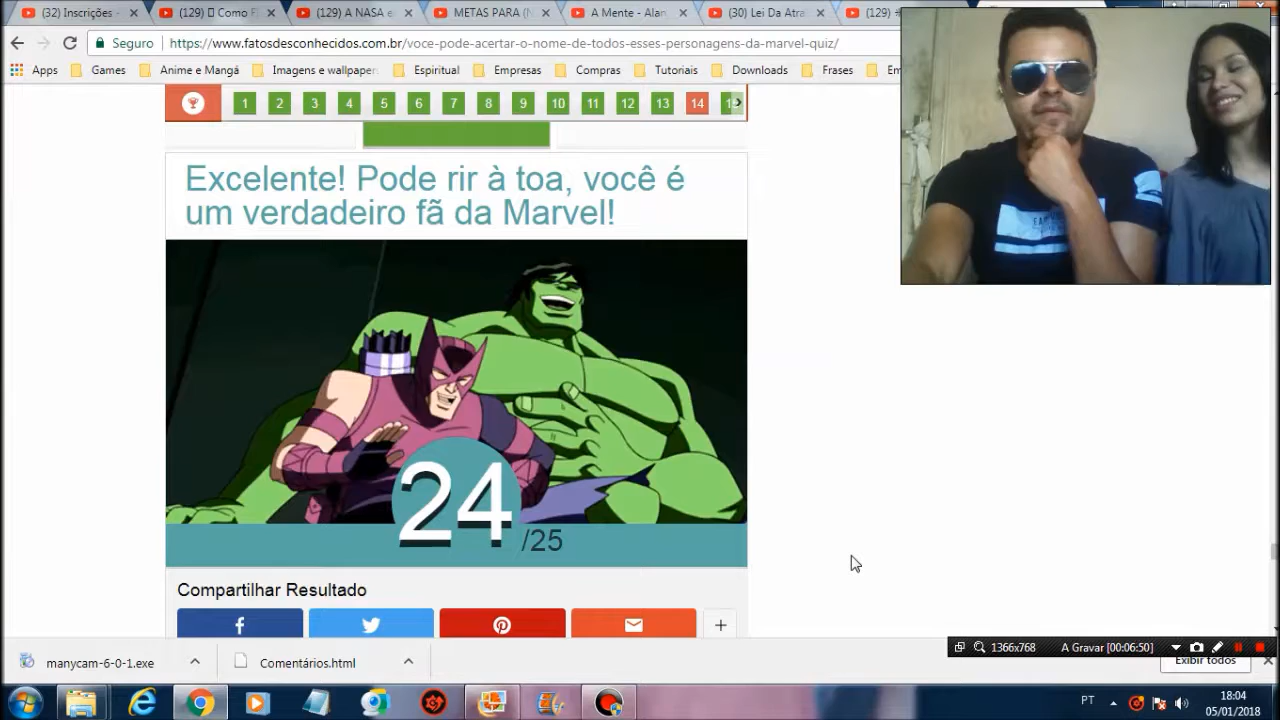 (32) Inscrições
(129) Como F
(129) A NASA e
METAS PARA
A Mente - Alan
(30) Lei Da Atra
(129)
Seguro
https://www.fatosdesconhecidos.com.br/voce-pode-acertar-o-nome-de-todos-esses-personagens-da-marvel-quiz/
Apps
Games
Anime e Mangá
Imagens e wallpaper
Espiritual
Empresas
Compras
Tutoriais
Downloads
Frases
1 2 3 4 5 6 7 8 9 10 11 12 13 14
Excelente! Pode rir à toa, você é
um verdadeiro fã da Marvel!
24
/25
Compartilhar Resultado
1366x768
A Gravar [00:06:50]
manycam-6-0-1.exe
Comentários.html
Exibir todos
PT
18:04
05/01/2018